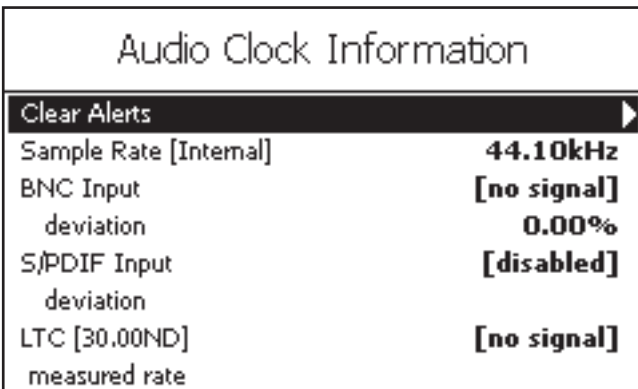 Audio Clock Information
Clear Alerts
Sample Rate [Internal] 44.10kHz
BNC Input [no signal]
deviation 0.00%
S/PDIF Input [disabled]
deviation
LTC [30.00ND] [no signal]
measured rate